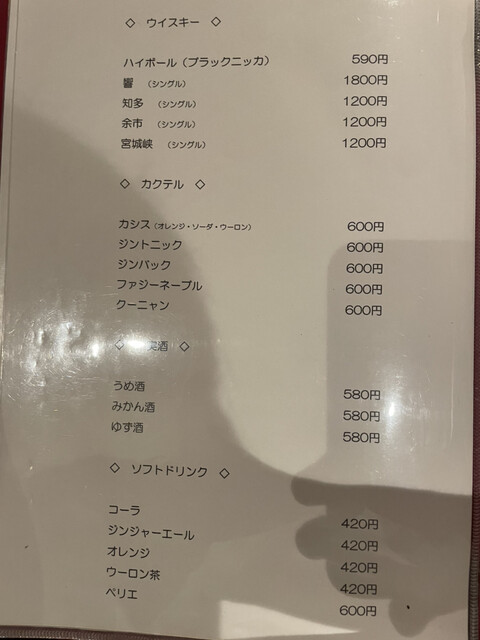 ◇ ウイスキー ◇
ハイボール（ブラックニッカ） 590円
響 （シングル） 1800円
知多 （シングル） 1200円
余市 （シングル） 1200円
宮城峡 （シングル） 1200円
◇ カクテル ◇
カシス（オレンジ・ソーダ・ウーロン） 600円
ジントニック 600円
ジンバック 600円
ファジーネーブル 600円
クーニャン 600円
◇ 果実酒 ◇
うめ酒 580円
みかん酒 580円
ゆず酒 580円
◇ ソフトドリンク ◇
コーラ 420円
ジンジャーエール 420円
オレンジ 420円
ウーロン茶 420円
ペリエ 600円